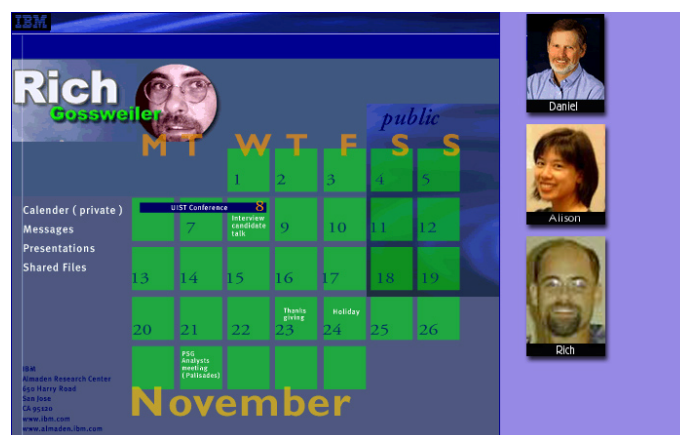 IBM
Rich
Gossweiler
public
M T W T F S S
1 2 3 4 5
UIST Conference 8
7 Interview 9 10 11 12
candidate
talk
Calender ( private )
Messages
Presentations
Shared Files
13 14 15 16 17 18 19
Thanks Holiday
giving
20 21 22 23 24 25 26
PSG
Analysts
meeting
( Palisades)
November
IBM
Almaden Research Center
650 Harry Road
San Jose
CA 95120
www.ibm.com
www.almaden.ibm.com
Daniel
Alison
Rich